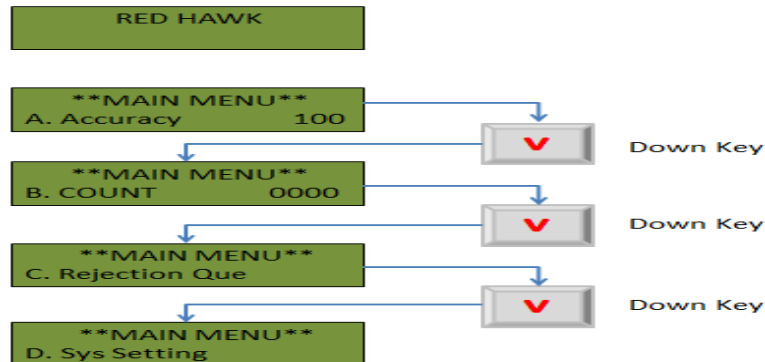 RED HAWK
**MAIN MENU**
A. Accuracy 100
V Down Key
**MAIN MENU**
B. COUNT 0000
V Down Key
**MAIN MENU**
C. Rejection Que
V Down Key
**MAIN MENU**
D. Sys Setting